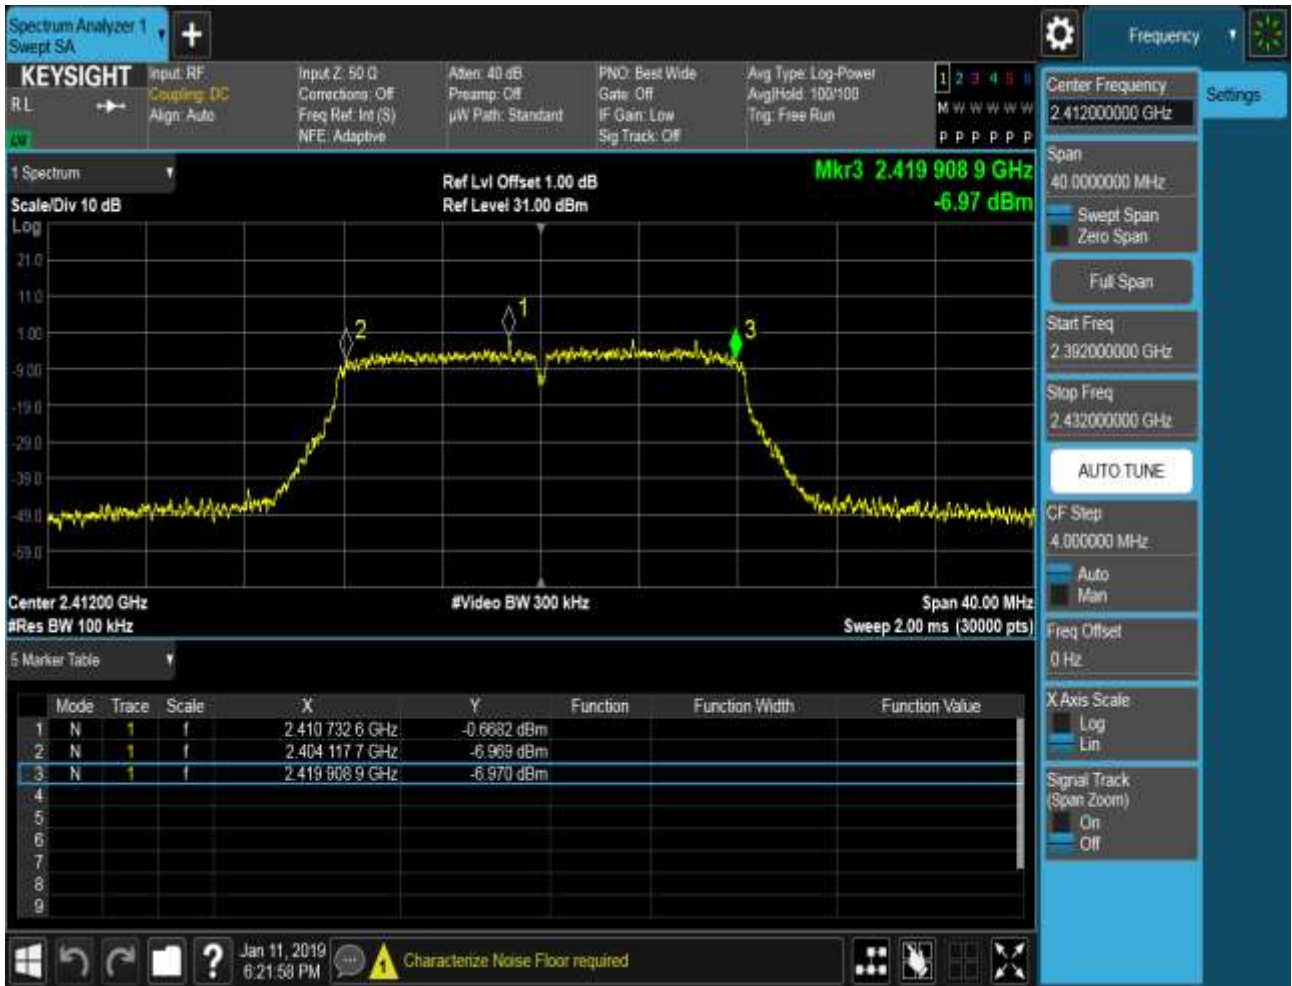 Spectrum Analyzer 1
Swept SA
Frequency
KEYSIGHT
R L
Input: RF
Coupling: DC
Align: Auto
Input Z: 50 Ω
Corrections: Off
Freq Ref: Int (S)
NFE: Adaptive
Atten: 40 dB
Preamp: Off
µW Path: Standard
PNO: Best Wide
Gate: Off
IF Gain: Low
Sig Track: Off
Avg Type: Log-Power
Avg|Hold: 100/100
Trig: Free Run
1 2 3 4 5 6
M W W W W W
P P P P P P
1 Spectrum
Scale/Div 10 dB
Ref Lvl Offset 1.00 dB
Ref Level 31.00 dBm
Mkr3 2.419 908 9 GHz
-6.97 dBm
Log
21.0
11.0
1.00
-9.00
-19.0
-29.0
-39.0
-49.0
-59.0
1
2
3
Center 2.41200 GHz
#Res BW 100 kHz
#Video BW 300 kHz
Span 40.00 MHz
Sweep 2.00 ms (30000 pts)
5 Marker Table
Mode Trace Scale X Y Function Function Width Function Value
1 N 1 f 2.410 732 6 GHz -0.6682 dBm
2 N 1 f 2.404 117 7 GHz -6.969 dBm
3 N 1 f 2.419 908 9 GHz -6.970 dBm
4
5
6
7
8
9
Center Frequency
2.412000000 GHz
Settings
Span
40.0000000 MHz
Swept Span
Zero Span
Full Span
Start Freq
2.392000000 GHz
Stop Freq
2.432000000 GHz
AUTO TUNE
CF Step
4.000000 MHz
Auto
Man
Freq Offset
0 Hz
X Axis Scale
Log
Lin
Signal Track
(Span Zoom)
On
Off
?
Jan 11, 2019
6:21:58 PM
1
Characterize Noise Floor required